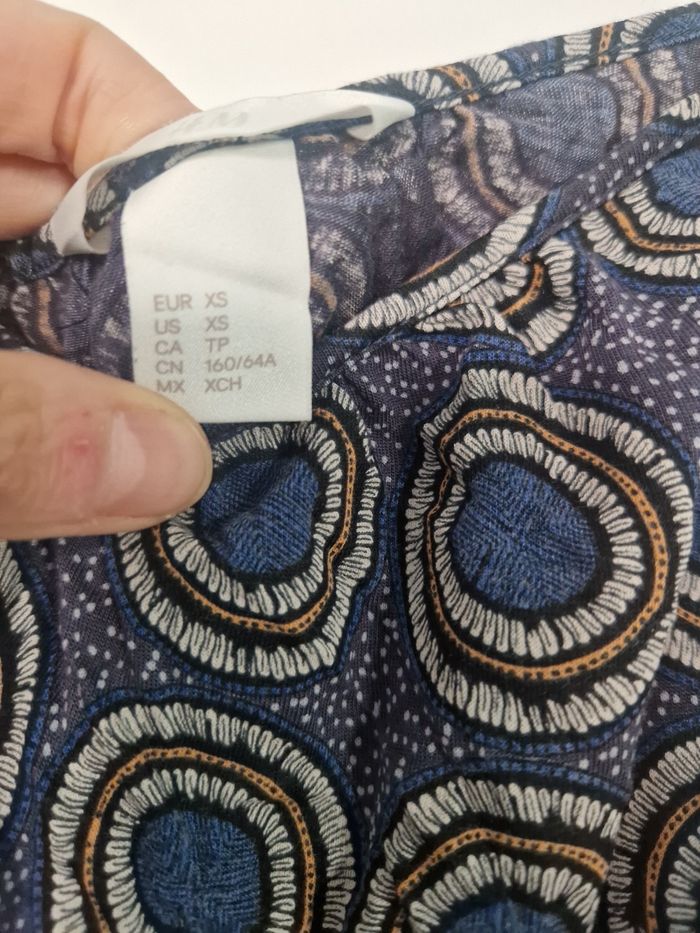 EUR XS
US XS
CA TP
CN 160/64A
MX XCH